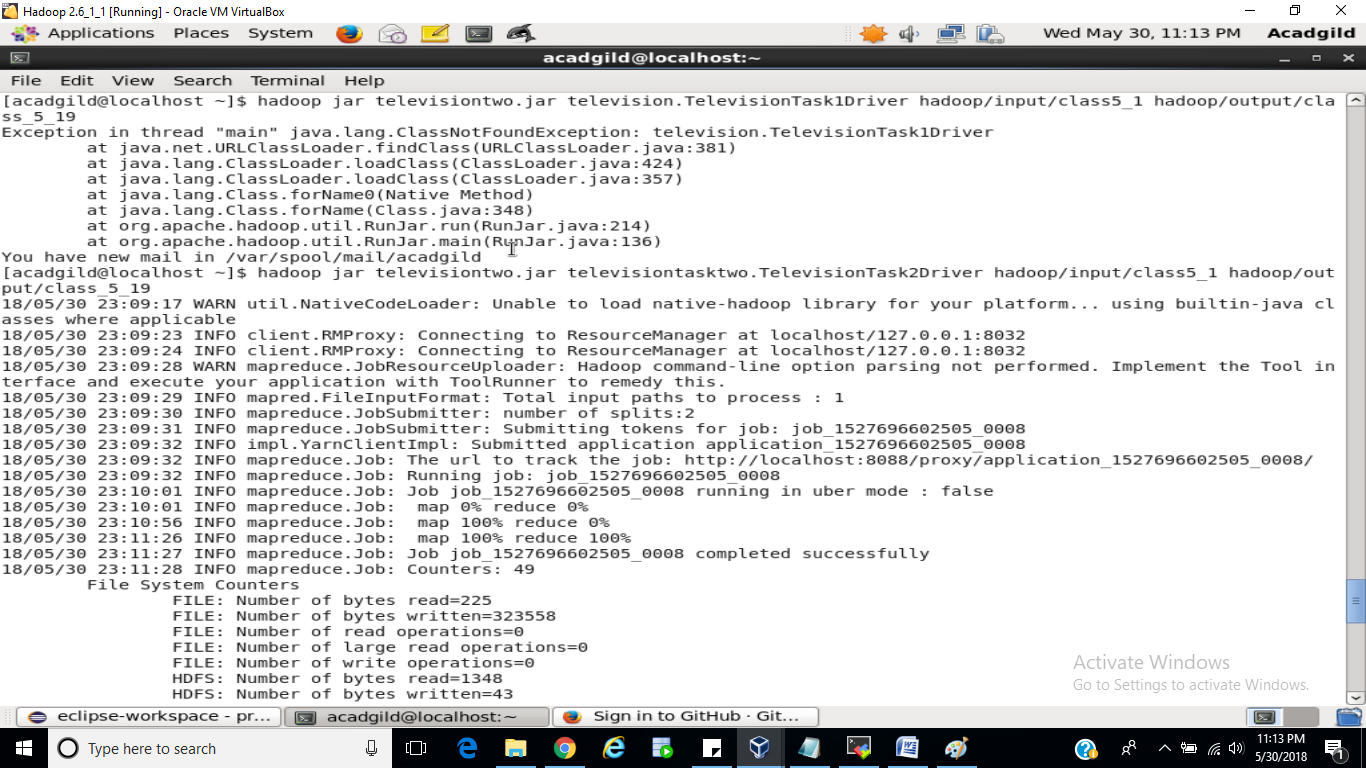 Hadoop 2.6_1_1 [Running] - Oracle VM VirtualBox
Applications Places System Wed May 30, 11:13 PM Acadgild
acadgild@localhost:~
File Edit View Search Terminal Help
[acadgild@localhost ~]$ hadoop jar televisiontwo.jar television.TelevisionTask1Driver hadoop/input/class5_1 hadoop/output/cla
ss_5_19
Exception in thread "main" java.lang.ClassNotFoundException: television.TelevisionTask1Driver
at java.net.URLClassLoader.findClass(URLClassLoader.java:381)
at java.lang.ClassLoader.loadClass(ClassLoader.java:424)
at java.lang.ClassLoader.loadClass(ClassLoader.java:357)
at java.lang.Class.forName0(Native Method)
at java.lang.Class.forName(Class.java:348)
at org.apache.hadoop.util.RunJar.run(RunJar.java:214)
at org.apache.hadoop.util.RunJar.main(RunJar.java:136)
You have new mail in /var/spool/mail/acadgild
[acadgild@localhost ~]$ hadoop jar televisiontwo.jar televisiontasktwo.TelevisionTask2Driver hadoop/input/class5_1 hadoop/out
put/class_5_19
18/05/30 23:09:17 WARN util.NativeCodeLoader: Unable to load native-hadoop library for your platform... using builtin-java cl
asses where applicable
18/05/30 23:09:23 INFO client.RMProxy: Connecting to ResourceManager at localhost/127.0.0.1:8032
18/05/30 23:09:24 INFO client.RMProxy: Connecting to ResourceManager at localhost/127.0.0.1:8032
18/05/30 23:09:28 WARN mapreduce.JobResourceUploader: Hadoop command-line option parsing not performed. Implement the Tool in
terface and execute your application with ToolRunner to remedy this.
18/05/30 23:09:29 INFO mapred.FileInputFormat: Total input paths to process : 1
18/05/30 23:09:30 INFO mapreduce.JobSubmitter: number of splits:2
18/05/30 23:09:31 INFO mapreduce.JobSubmitter: Submitting tokens for job: job_1527696602505_0008
18/05/30 23:09:32 INFO impl.YarnClientImpl: Submitted application application_1527696602505_0008
18/05/30 23:09:32 INFO mapreduce.Job: The url to track the job: http://localhost:8088/proxy/application_1527696602505_0008/
18/05/30 23:09:32 INFO mapreduce.Job: Running job: job_1527696602505_0008
18/05/30 23:10:01 INFO mapreduce.Job: Job job_1527696602505_0008 running in uber mode : false
18/05/30 23:10:01 INFO mapreduce.Job:  map 0% reduce 0%
18/05/30 23:10:56 INFO mapreduce.Job:  map 100% reduce 0%
18/05/30 23:11:26 INFO mapreduce.Job:  map 100% reduce 100%
18/05/30 23:11:27 INFO mapreduce.Job: Job job_1527696602505_0008 completed successfully
18/05/30 23:11:28 INFO mapreduce.Job: Counters: 49
File System Counters
FILE: Number of bytes read=225
FILE: Number of bytes written=323558
FILE: Number of read operations=0
FILE: Number of large read operations=0
FILE: Number of write operations=0
HDFS: Number of bytes read=1348
HDFS: Number of bytes written=43
Activate Windows
Go to Settings to activate Windows.
eclipse-workspace - pr... acadgild@localhost:~ Sign in to GitHub · Git...
Type here to search
11:13 PM
5/30/2018